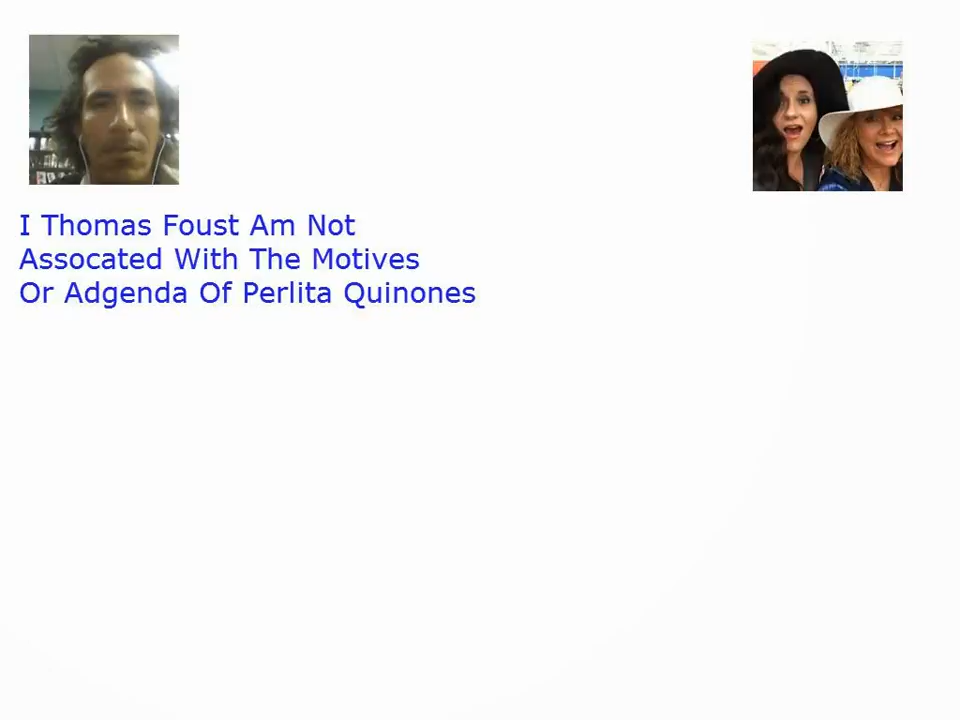 I Thomas Foust Am Not
Assocated With The Motives
Or Adgenda Of Perlita Quinones